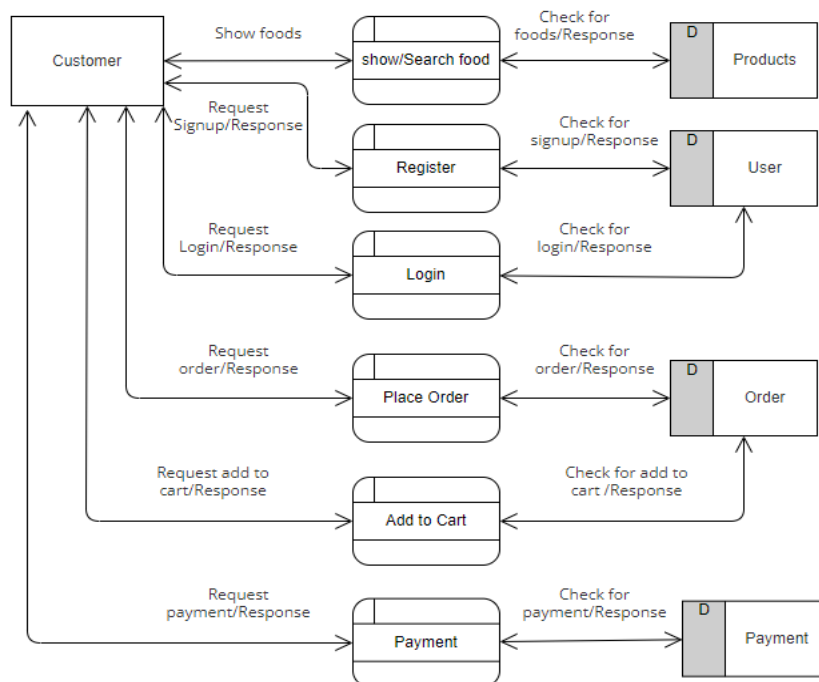 Show foods
Check for
foods/Response
Customer
show/Search food
D
Products
Request
Signup/Response
Check for
signup/Response
Register
D
User
Request
Login/Response
Check for
login/Response
Login
Request
order/Response
Check for
order/Response
Place Order
D
Order
Request add to
cart/Response
Check for add to
cart /Response
Add to Cart
Request
payment/Response
Check for
payment/Response
Payment
D
Payment